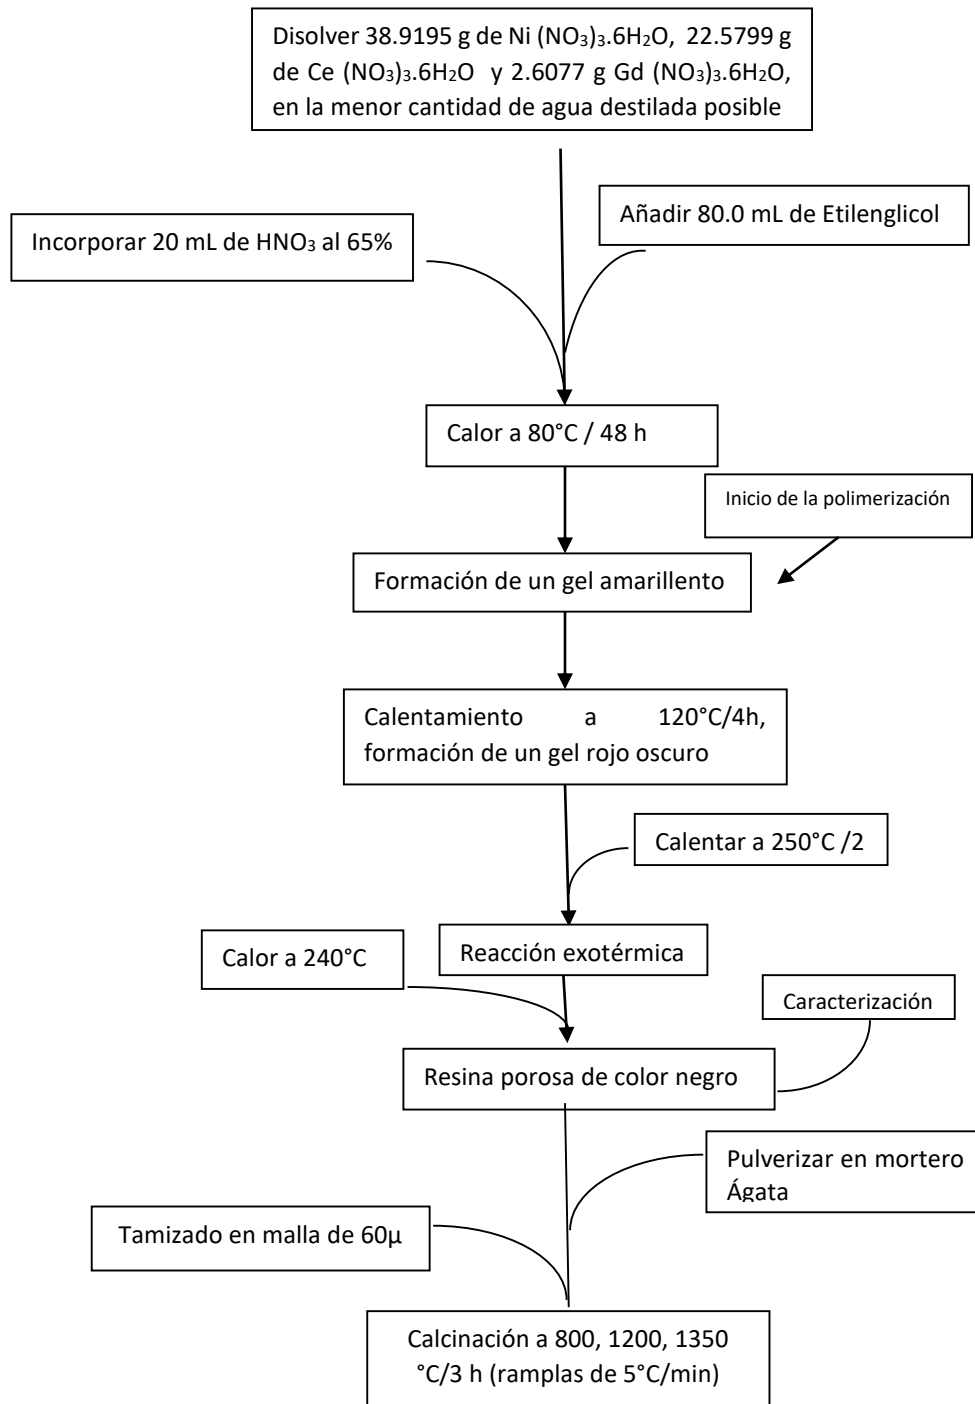 Disolver 38.9195 g de Ni (NO₃)₃.6H₂O, 22.5799 g
de Ce (NO₃)₃.6H₂O y 2.6077 g Gd (NO₃)₃.6H₂O,
en la menor cantidad de agua destilada posible
Añadir 80.0 mL de Etilenglicol
Incorporar 20 mL de HNO₃ al 65%
Calor a 80°C / 48 h
Inicio de la polimerización
Formación de un gel amarillento
Calentamiento a 120°C/4h,
formación de un gel rojo oscuro
Calentar a 250°C /2
Reacción exotérmica
Calor a 240°C
Caracterización
Resina porosa de color negro
Pulverizar en mortero
Ágata
Tamizado en malla de 60µ
Calcinación a 800, 1200, 1350
°C/3 h (ramplas de 5°C/min)